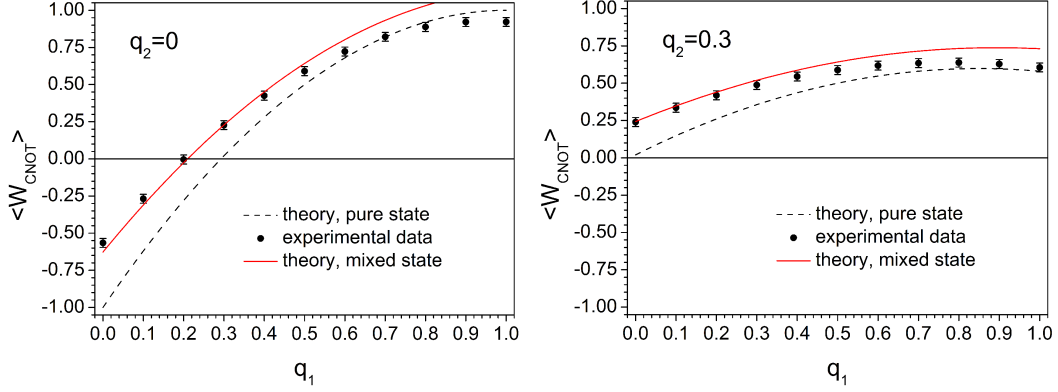 1.00
0.75
0.50
0.25
0.00
-0.25
-0.50
-0.75
-1.00
<W_CNOT>
q_2=0
theory, pure state
experimental data
theory, mixed state
0.0 0.1 0.2 0.3 0.4 0.5 0.6 0.7 0.8 0.9 1.0
q_1
1.00
0.75
0.50
0.25
0.00
-0.25
-0.50
-0.75
-1.00
<W_CNOT>
q_2=0.3
theory, pure state
experimental data
theory, mixed state
0.0 0.1 0.2 0.3 0.4 0.5 0.6 0.7 0.8 0.9 1.0
q_1